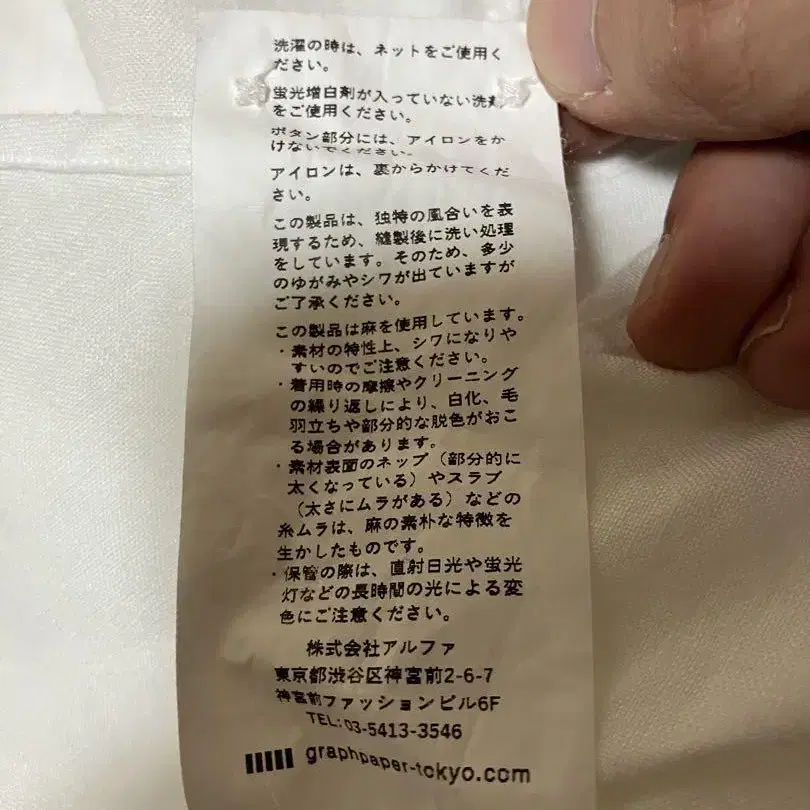 洗濯の時は、ネットをご使用く
ださい。
蛍光増白剤が入っていない洗剤
をご使用ください。
ボタン部分には、アイロンをか
けないでください。
アイロンは、裏からかけてくだ
さい。
この製品は、独特の風合いを表
現するため、縫製後に洗い処理
をしています。そのため、多少
のゆがみやシワが出ていますが
ご了承ください。
この製品は麻を使用しています。
・素材の特性上、シワになりや
すいのでご注意ください。
・着用時の摩擦やクリーニング
の繰り返しにより、白化、毛
羽立ちや部分的な脱色がおこ
る場合があります。
・素材表面のネップ（部分的に
太くなっている）やスラブ
（太さにムラがある）などの
糸ムラは、麻の素朴な特徴を
生かしたものです。
・保管の際は、直射日光や蛍光
灯などの長時間の光による変
色にご注意ください。
株式会社アルファ
東京都渋谷区神宮前2-6-7
神宮前ファッションビル6F
TEL:03-5413-3546
graphpaper-tokyo.com